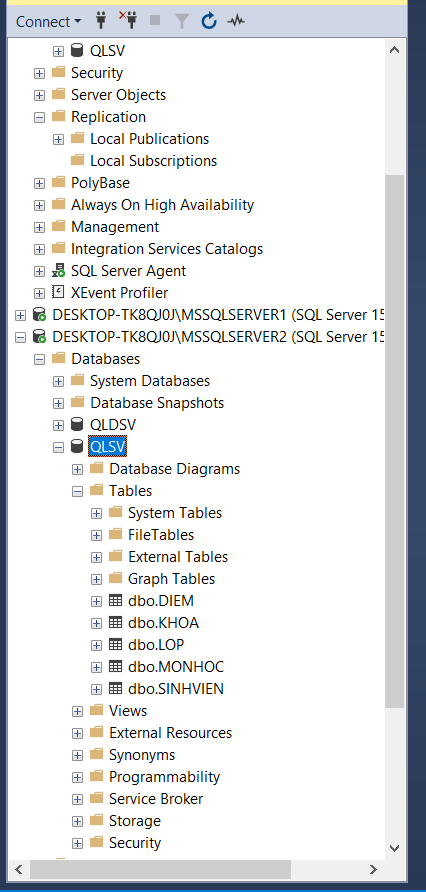 Connect
QLSV
Security
Server Objects
Replication
Local Publications
Local Subscriptions
PolyBase
Always On High Availability
Management
Integration Services Catalogs
SQL Server Agent
XEvent Profiler
DESKTOP-TK8QJ0J\MSSQLSERVER1 (SQL Server 15
DESKTOP-TK8QJ0J\MSSQLSERVER2 (SQL Server 15
Databases
System Databases
Database Snapshots
QLDSV
QLSV
Database Diagrams
Tables
System Tables
FileTables
External Tables
Graph Tables
dbo.DIEM
dbo.KHOA
dbo.LOP
dbo.MONHOC
dbo.SINHVIEN
Views
External Resources
Synonyms
Programmability
Service Broker
Storage
Security